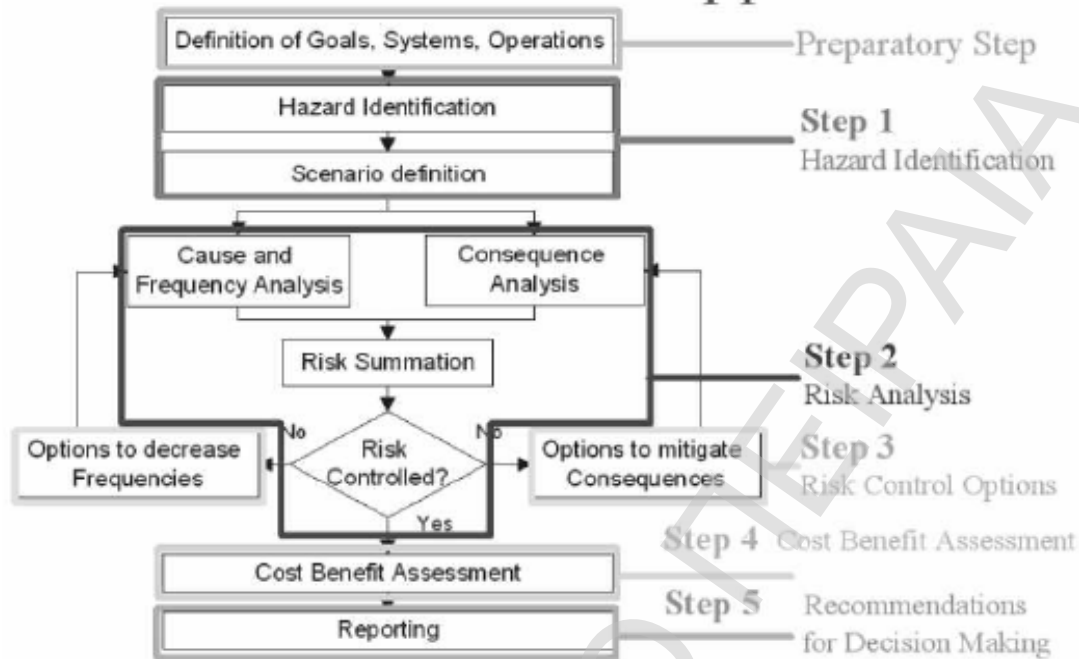 Definition of Goals, Systems, Operations
Preparatory Step
Hazard Identification
Scenario definition
Step 1
Hazard Identification
Cause and
Frequency Analysis
Consequence
Analysis
Risk Summation
Step 2
Risk Analysis
No
No
Options to decrease
Frequencies
Risk
Controlled?
Options to mitigate
Consequences
Step 3
Risk Control Options
Yes
Step 4 Cost Benefit Assessment
Cost Benefit Assessment
Step 5 Recommendations
for Decision Making
Reporting
ΠΕΙΡΑΙΑ